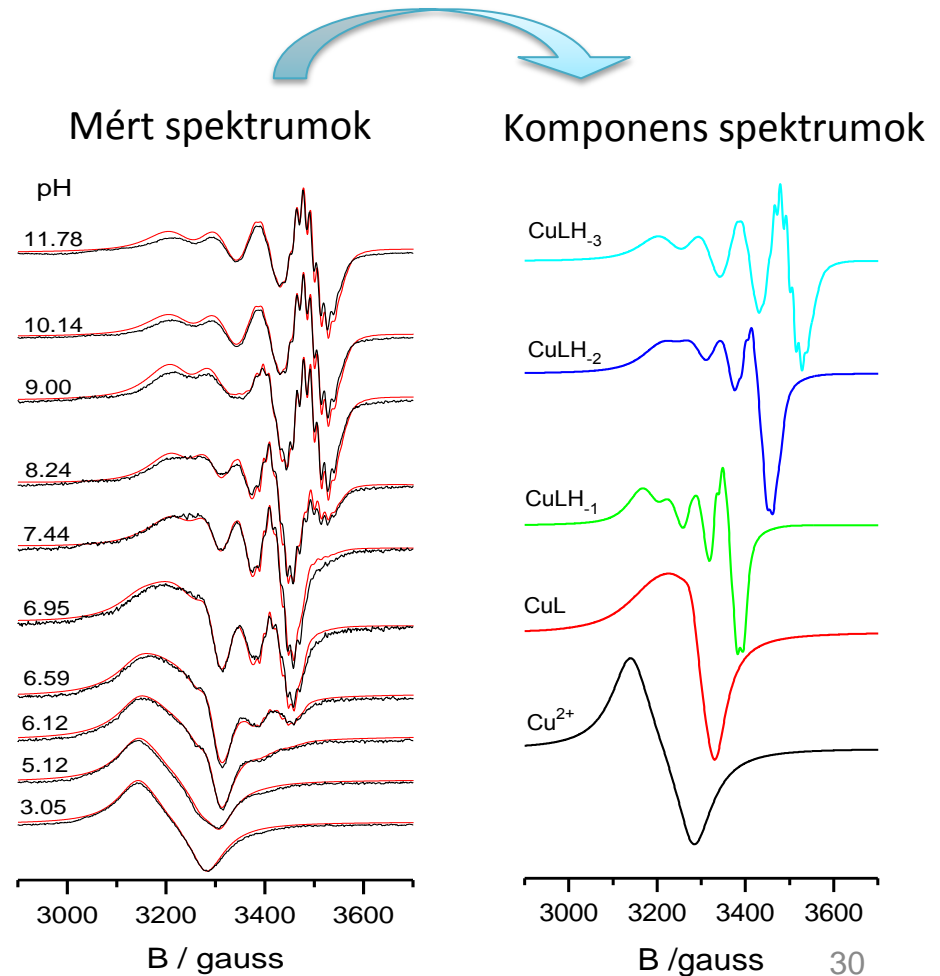 Mért spektrumok
pH
11.78
10.14
9.00
8.24
7.44
6.95
6.59
6.12
5.12
3.05
3000 3200 3400 3600
B / gauss
Komponens spektrumok
CuLH₋₃
CuLH₋₂
CuLH₋₁
CuL
Cu²⁺
3000 3200 3400 3600
B /gauss
30